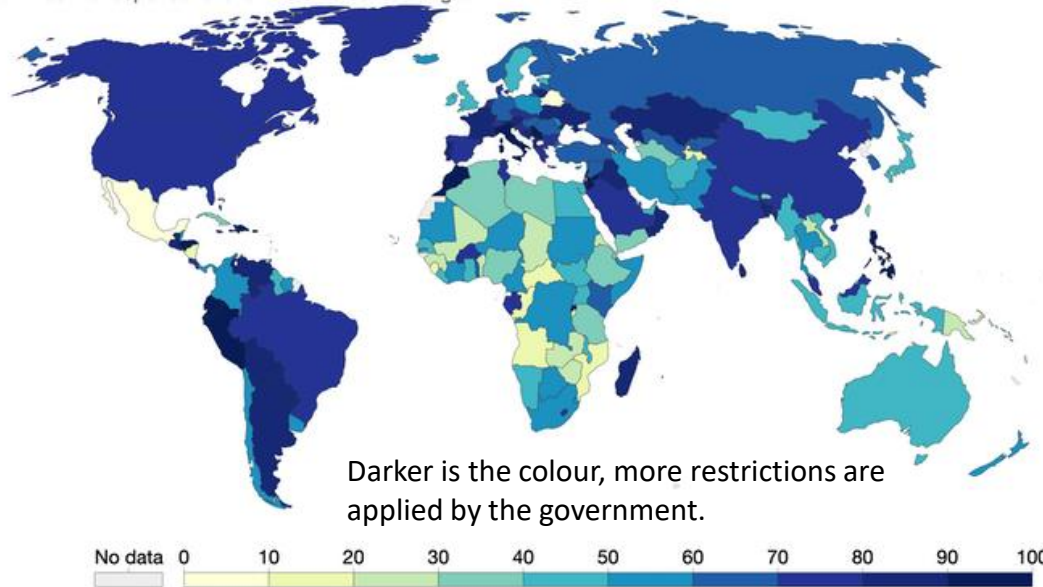 Darker is the colour, more restrictions are
applied by the government.
No data 0 10 20 30 40 50 60 70 80 90 100